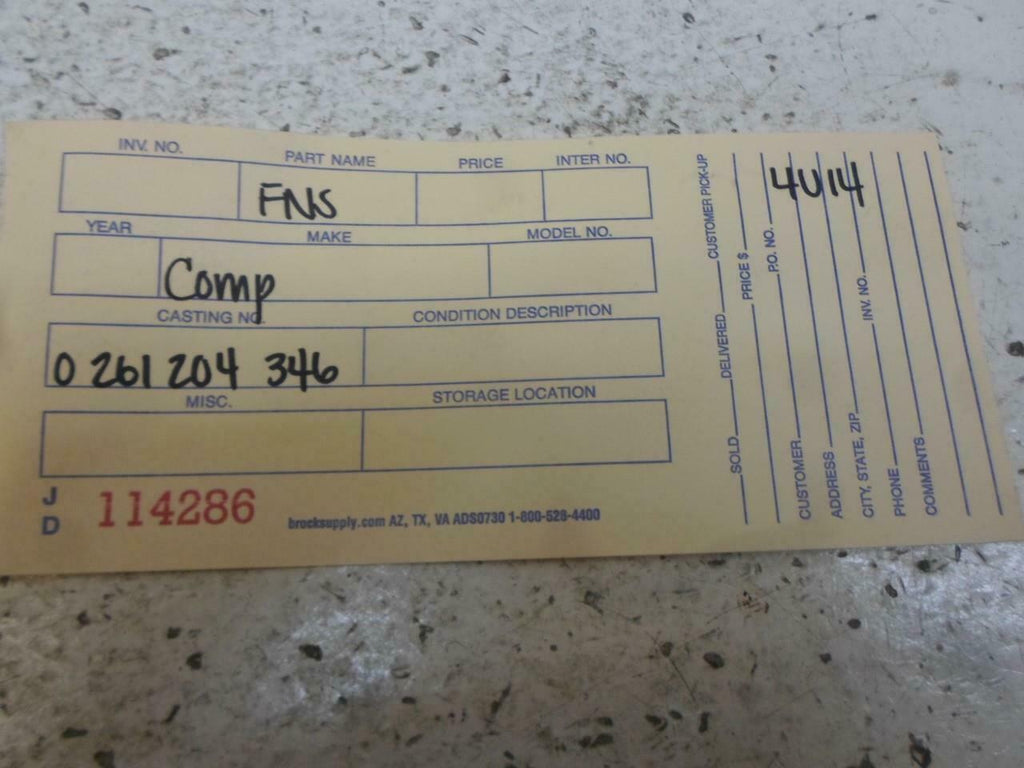 INV. NO. PART NAME PRICE INTER NO.
FNS
YEAR MAKE MODEL NO.
Comp
CASTING NO. CONDITION DESCRIPTION
0 261 204 346
MISC. STORAGE LOCATION
J D 114286 brocksupply.com AZ, TX, VA ADS0730 1-800-528-4400
SOLD DELIVERED CUSTOMER PICK-UP
PRICE $
P.O. NO.
4U14
CUSTOMER
ADDRESS
CITY, STATE, ZIP INV. NO.
PHONE
COMMENTS